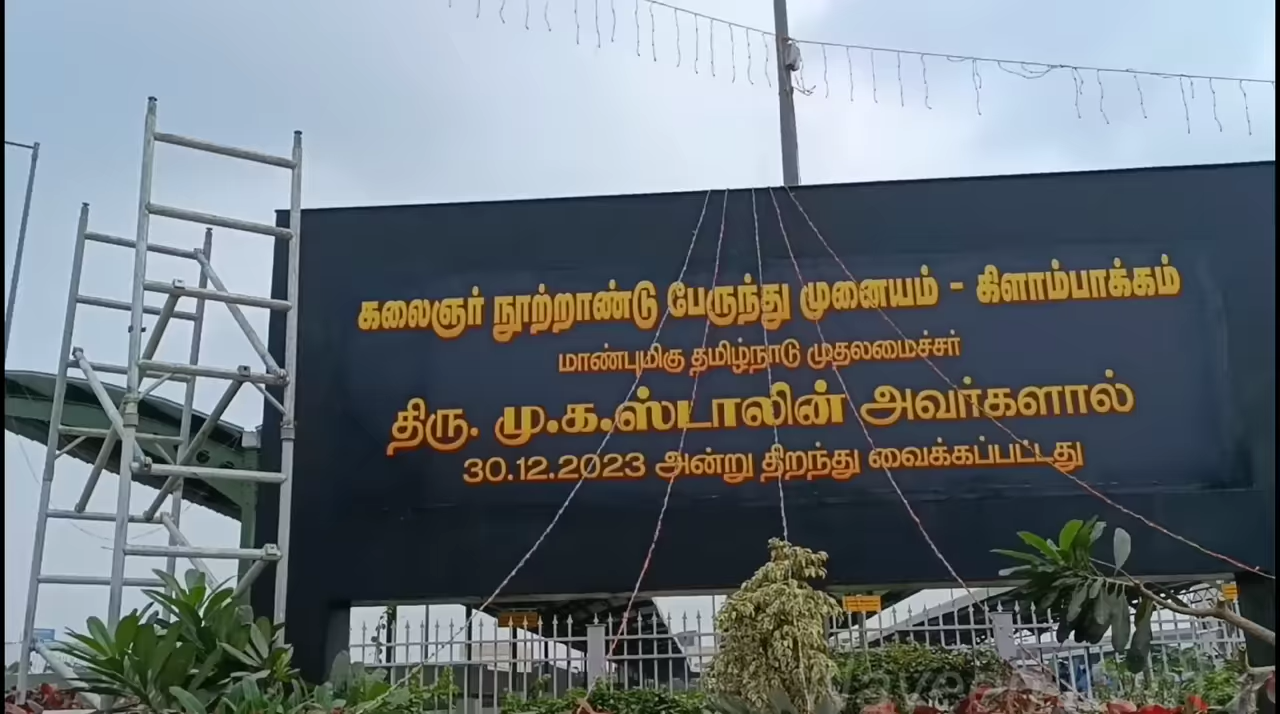 கலைஞர் நூற்றாண்டு பேருந்து முனையம் - கிளாம்பாக்கம்
மாண்புமிகு தமிழ்நாடு முதலமைச்சர்
திரு. மு.க.ஸ்டாலின் அவர்களால்
30.12.2023 அன்று திறந்து வைக்கப்பட்டது